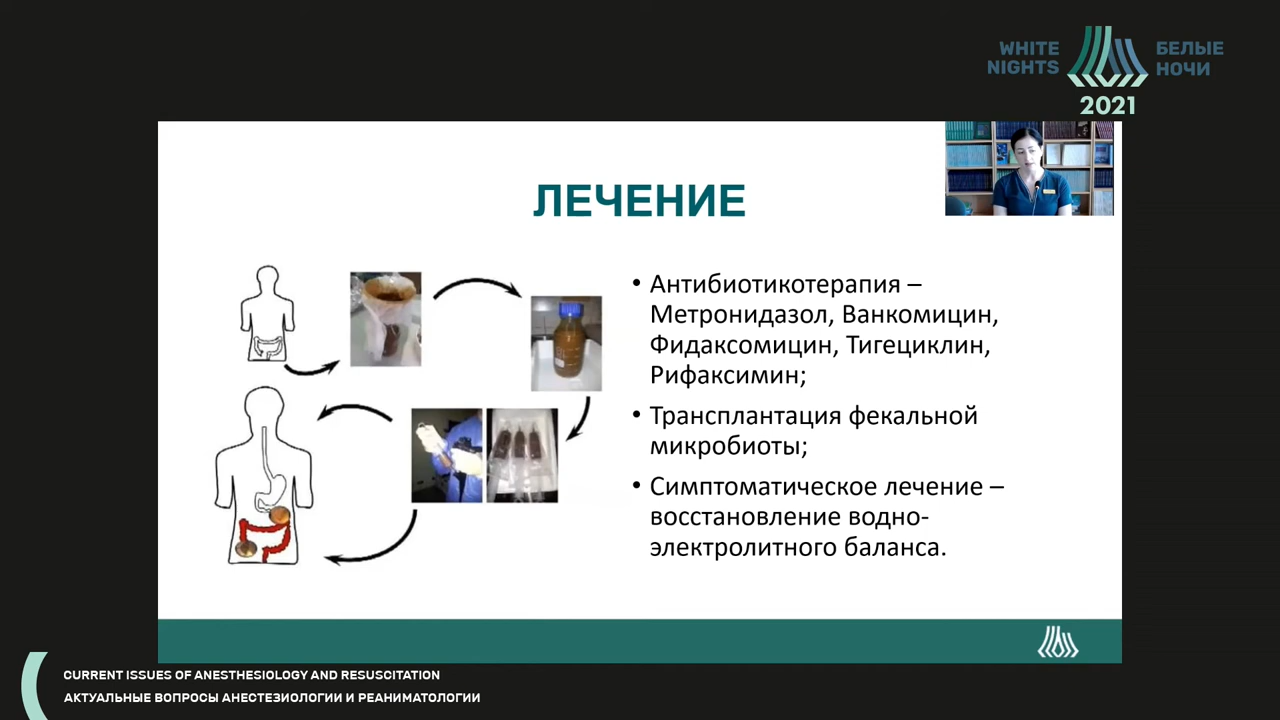 WHITE
NIGHTS
БЕЛЫЕ
НОЧИ
2021
ЛЕЧЕНИЕ
• Антибиотикотерапия –
Метронидазол, Ванкомицин,
Фидаксомицин, Тигециклин,
Рифаксимин;
• Трансплантация фекальной
микробиоты;
• Симптоматическое лечение –
восстановление водно-
электролитного баланса.
CURRENT ISSUES OF ANESTHESIOLOGY AND RESUSCITATION
АКТУАЛЬНЫЕ ВОПРОСЫ АНЕСТЕЗИОЛОГИИ И РЕАНИМАТОЛОГИИ